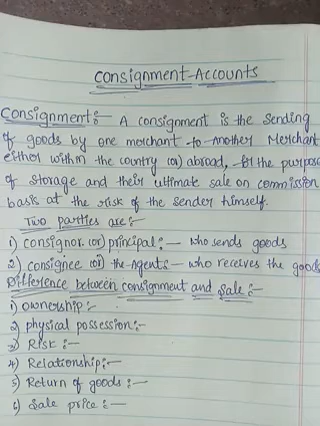 Consignment-Accounts
Consignment:- A consignment is the sending
of goods by one merchant to Another Merchant
either within the country (or) abroad, for the purpose
of storage and their ultimate sale on commission
basis at the risk of the sender himself.
Two parties are:-
1) consignor (or) principal :- who sends goods
2) consignee (or) the Agents - who receives the goods
Difference between consignment and sale :-
1) ownership :-
2) physical possession :-
3) Risk :-
4) Relationship :-
5) Return of goods :-
6) Sale price :-